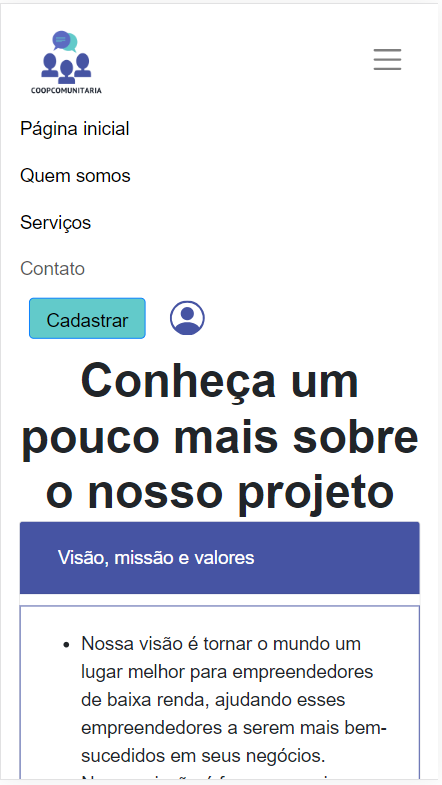 COOPCOMUNITARIA
Página inicial
Quem somos
Serviços
Contato
Cadastrar
Conheça um
pouco mais sobre
o nosso projeto
Visão, missão e valores
• Nossa visão é tornar o mundo um
lugar melhor para empreendedores
de baixa renda, ajudando esses
empreendedores a serem mais bem-
sucedidos em seus negócios.